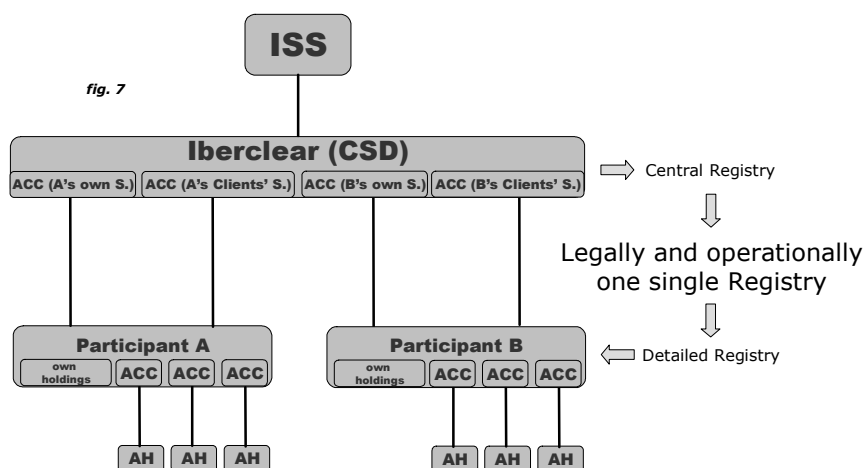 ISS
fig. 7
Iberclear (CSD)
ACC (A's own S.) ACC (A's Clients' S.) ACC (B's own S.) ACC (B's Clients' S.)
Central Registry
Legally and operationally
one single Registry
Participant A
own
holdings
ACC ACC ACC
Participant B
own
holdings
ACC ACC ACC
Detailed Registry
AH AH AH
AH AH AH